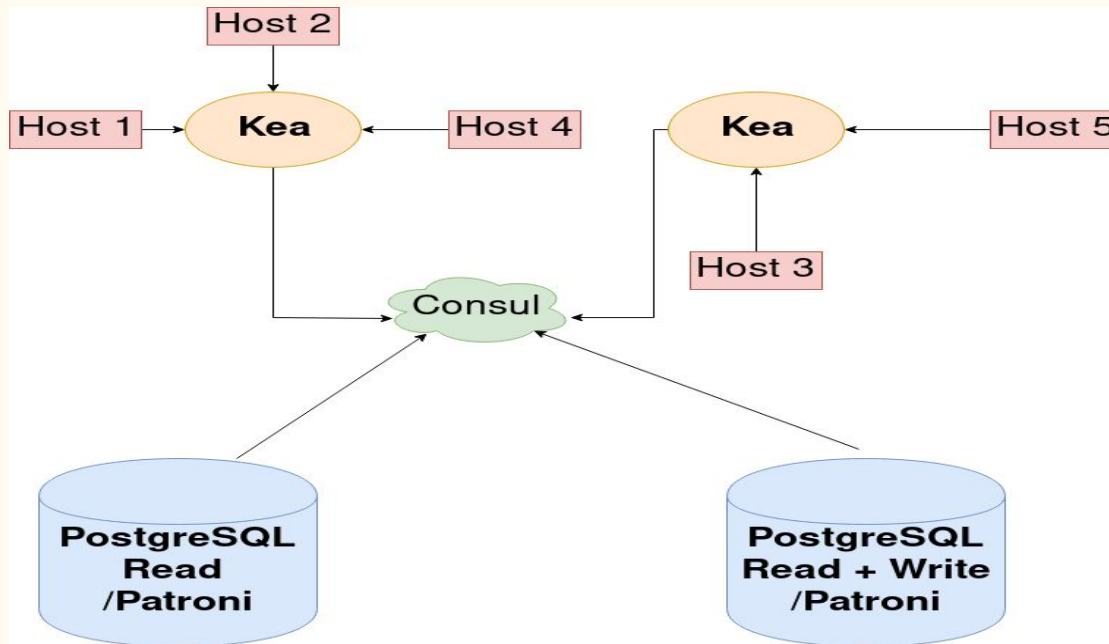 Host 2
Host 1
Kea
Host 4
Kea
Host 5
Host 3
Consul
PostgreSQL
Read
/Patroni
PostgreSQL
Read + Write
/Patroni